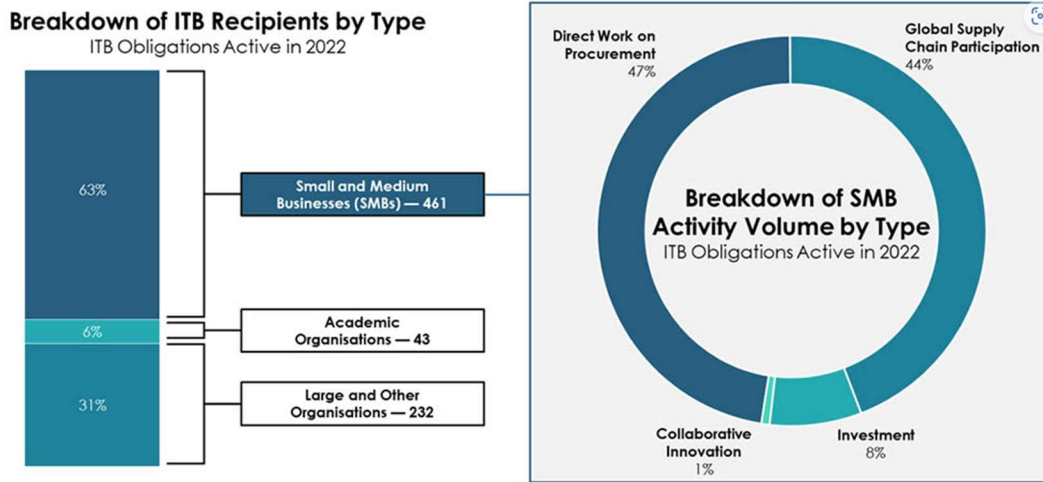 Breakdown of ITB Recipients by Type
ITB Obligations Active in 2022
63%
6%
31%
Small and Medium
Businesses (SMBs) — 461
Academic
Organisations — 43
Large and Other
Organisations — 232
Direct Work on
Procurement
47%
Global Supply
Chain Participation
44%
Breakdown of SMB
Activity Volume by Type
ITB Obligations Active in 2022
Collaborative
Innovation
1%
Investment
8%